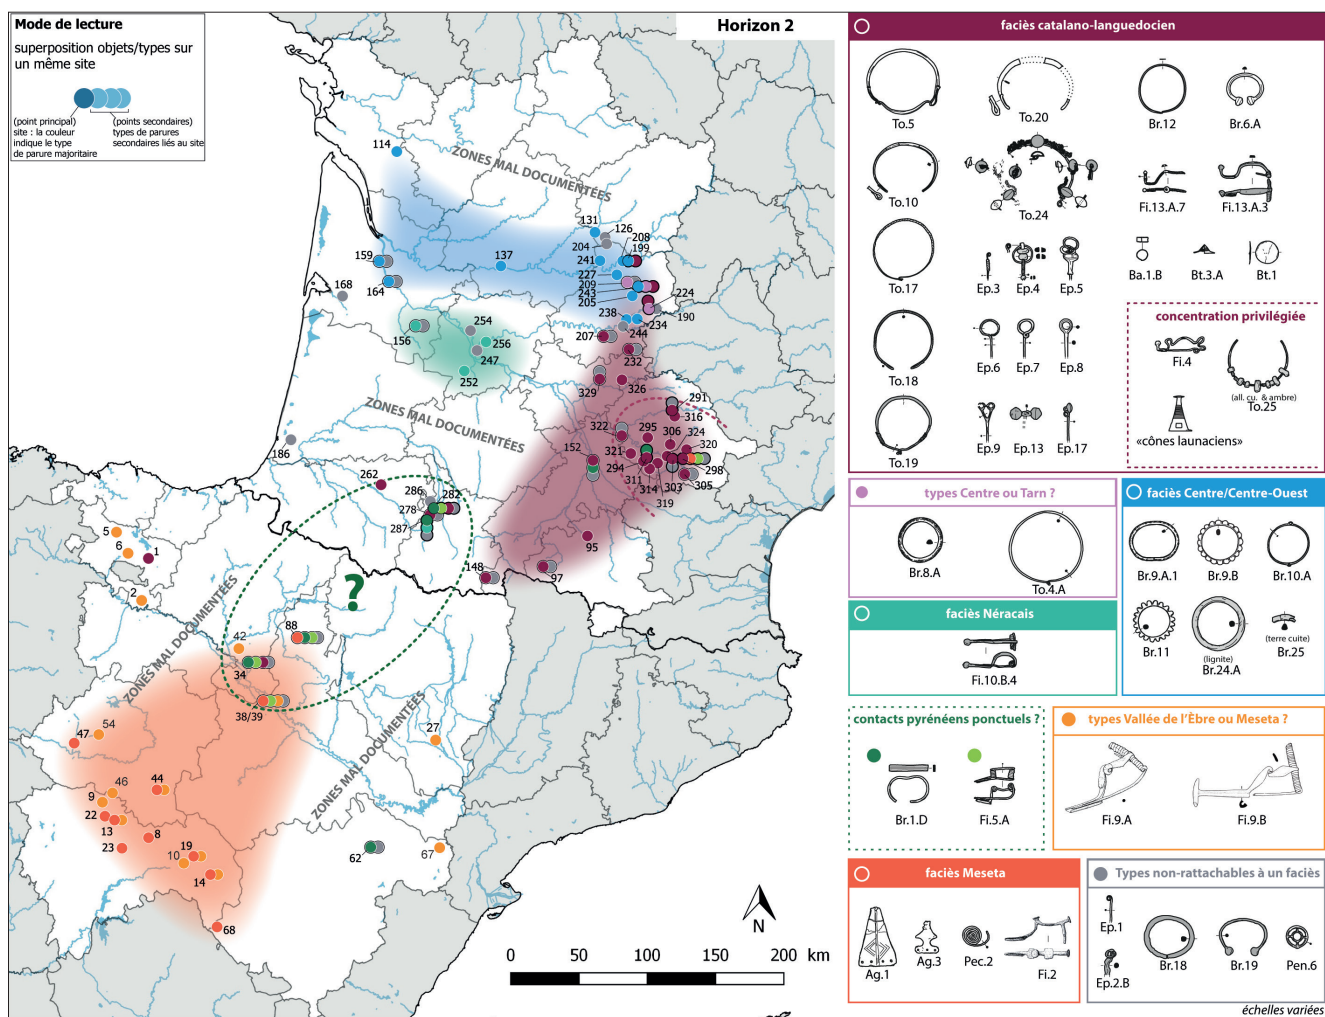 Mode de lecture
superposition objets/types sur
un même site
(point principal)
site : la couleur
indique le type
de parure majoritaire
(points secondaires)
types de parures
secondaires liés au site
Horizon 2
ZONES MAL DOCUMENTÉES
114
131
126
204
208
199
241
227
209
243
205
224
190
238
234
244
207
232
159
164
137
168
254
156
256
247
252
329
326
291
316
322
295
306
324
320
321
294
298
311
314
303
305
319
152
ZONES MAL DOCUMENTÉES
186
262
286
282
278
287
95
97
148
5
6
1
2
?
ZONES MAL DOCUMENTÉES
42
88
34
38/39
27
ZONES MAL DOCUMENTÉES
54
47
46
44
9
22
13
8
23
19
10
14
68
62
67
N
0 50 100 150 200 km
faciès catalano-languedocien
To.5
To.20
Br.12
Br.6.A
To.10
To.24
Fi.13.A.7
Fi.13.A.3
To.17
Ep.3
Ep.4
Ep.5
Ba.1.B
Bt.3.A
Bt.1
To.18
Ep.6
Ep.7
Ep.8
To.19
Ep.9
Ep.13
Ep.17
concentration privilégiée
Fi.4
(all. cu. & ambre)
To.25
«cônes launaciens»
types Centre ou Tarn ?
Br.8.A
To.4.A
faciès Centre/Centre-Ouest
Br.9.A.1
Br.9.B
Br.10.A
Br.11
(lignite)
Br.24.A
(terre cuite)
Br.25
faciès Néracais
Fi.10.B.4
contacts pyrénéens ponctuels ?
Br.1.D
Fi.5.A
types Vallée de l'Èbre ou Meseta ?
Fi.9.A
Fi.9.B
faciès Meseta
Ag.1
Ag.3
Pec.2
Fi.2
Types non-rattachables à un faciès
Ep.1
Ep.2.B
Br.18
Br.19
Pen.6
échelles variées